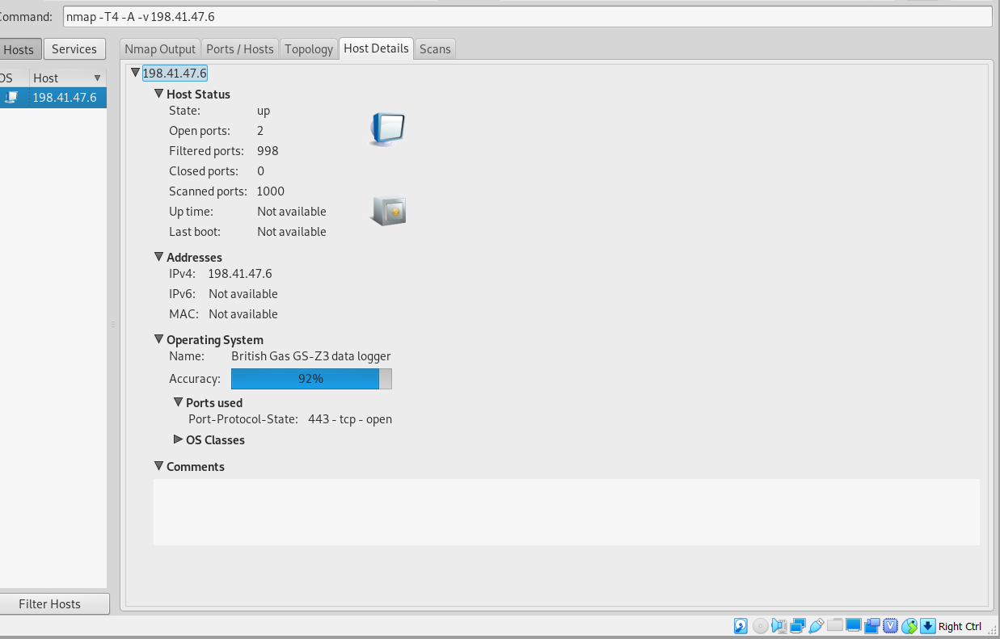 Command: nmap -T4 -A -v 198.41.47.6
Hosts Services Nmap Output Ports / Hosts Topology Host Details Scans
OS Host
198.41.47.6
198.41.47.6
Host Status
State: up
Open ports: 2
Filtered ports: 998
Closed ports: 0
Scanned ports: 1000
Up time: Not available
Last boot: Not available
Addresses
IPv4: 198.41.47.6
IPv6: Not available
MAC: Not available
Operating System
Name: British Gas GS-Z3 data logger
Accuracy: 92%
Ports used
Port-Protocol-State: 443 - tcp - open
OS Classes
Comments
Filter Hosts
V
Right Ctrl